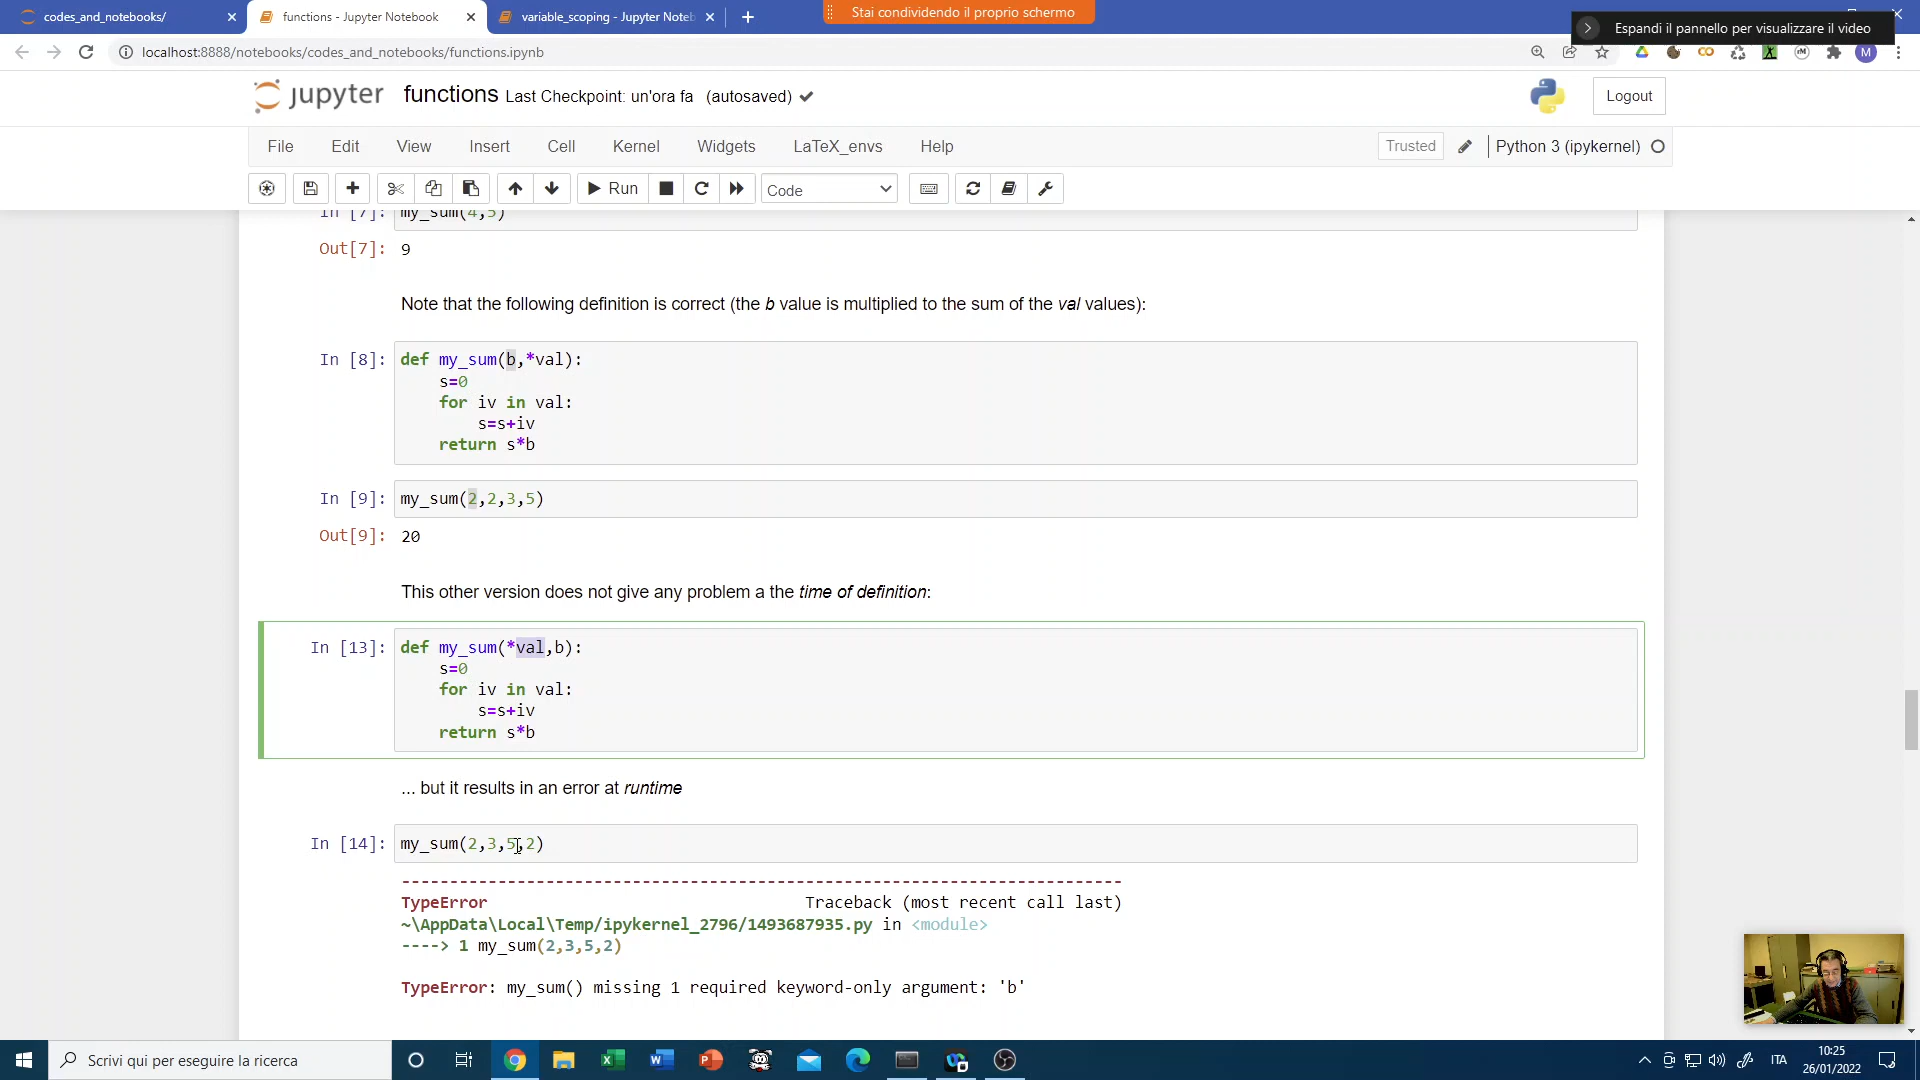 codes_and_notebooks/
functions - Jupyter Notebook
variable_scoping - Jupyter Noteb
Stai condividendo il proprio schermo
Espandi il pannello per visualizzare il video
localhost:8888/notebooks/codes_and_notebooks/functions.ipynb
M
jupyter functions Last Checkpoint: un'ora fa (autosaved)
Logout
File Edit View Insert Cell Kernel Widgets LaTeX_envs Help
Trusted
Python 3 (ipykernel)
Run
Code
In [7]: my_sum(4,5)
Out[7]: 9
Note that the following definition is correct (the b value is multiplied to the sum of the val values):
In [8]: def my_sum(b,*val):
s=0
for iv in val:
s=s+iv
return s*b
In [9]: my_sum(2,2,3,5)
Out[9]: 20
This other version does not give any problem a the time of definition:
In [13]: def my_sum(*val,b):
s=0
for iv in val:
s=s+iv
return s*b
... but it results in an error at runtime
In [14]: my_sum(2,3,5,2)
---------------------------------------------------------------------------
TypeError Traceback (most recent call last)
~\AppData\Local\Temp/ipykernel_2796/1493687935.py in <module>
----> 1 my_sum(2,3,5,2)
TypeError: my_sum() missing 1 required keyword-only argument: 'b'
Scrivi qui per eseguire la ricerca
ITA
10:25
26/01/2022